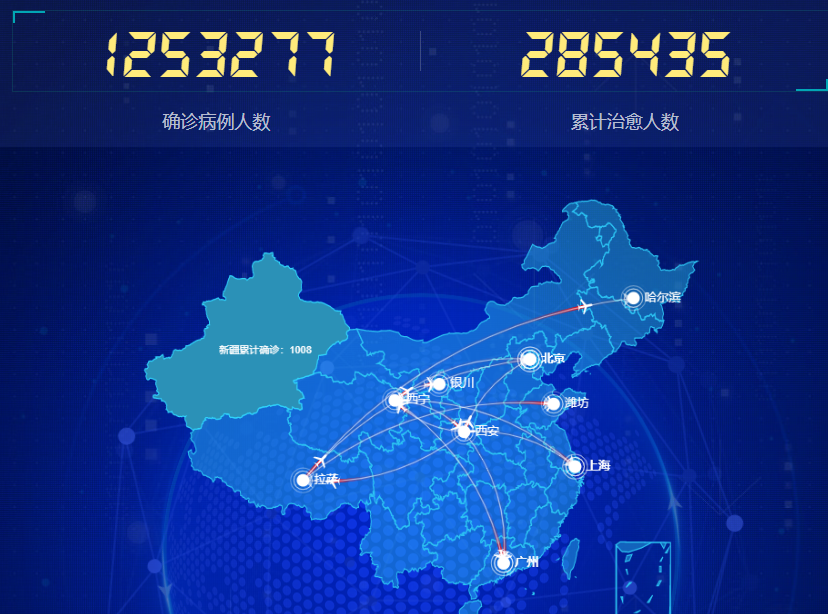 1253277
285435
确诊病例人数
累计治愈人数
哈尔滨
新疆累计确诊：1008
北京
银川
西宁
潍坊
西安
上海
拉萨
广州